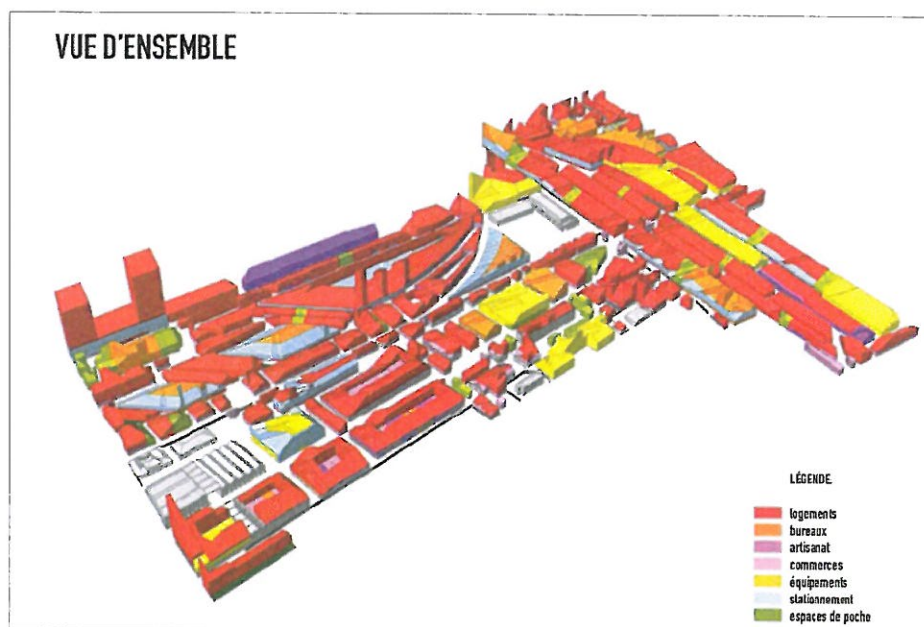 VUE D'ENSEMBLE
LÉGENDE
logements
bureaux
artisanat
commerces
équipements
stationnement
espaces de poche